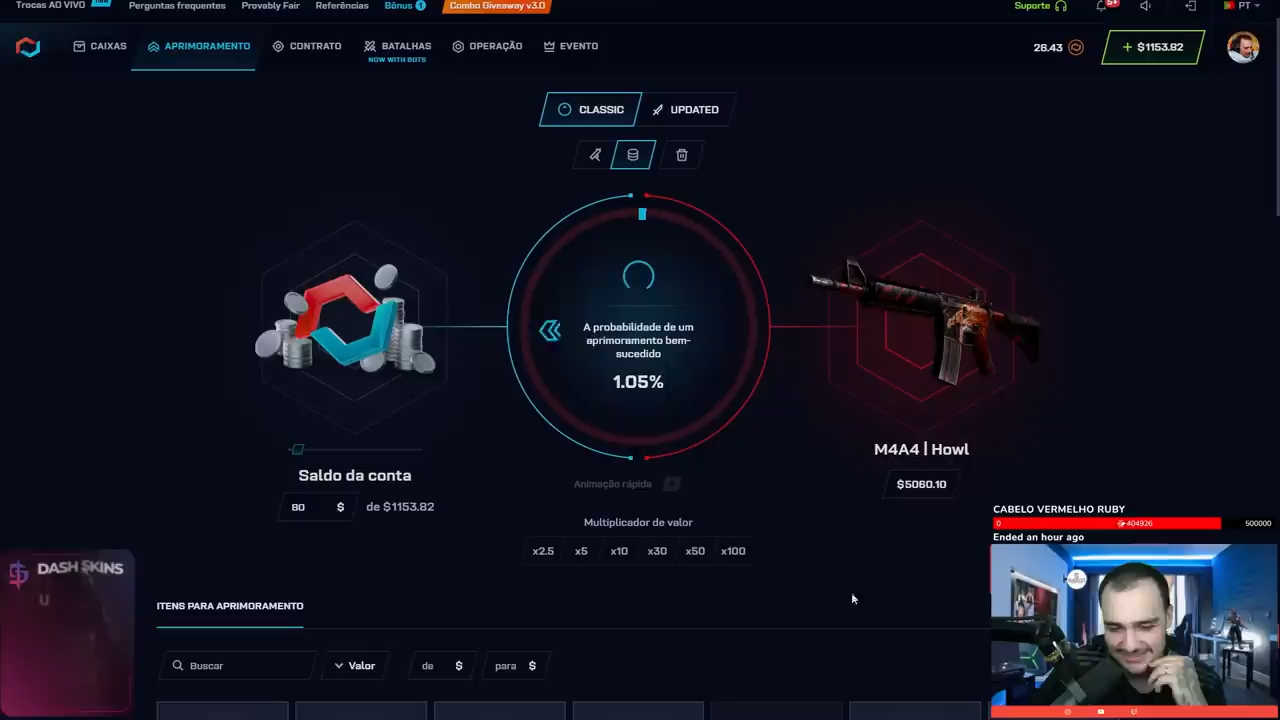 Trocas AO VIVO
Perguntas frequentes
Provably Fair
Referências
Bônus 1
Combo Giveaway v3.0
Suporte
5+
PT
CAIXAS
APRIMORAMENTO
CONTRATO
BATALHAS
NOW WITH BOTS
OPERAÇÃO
EVENTO
26.43
+ $1153.82
CLASSIC
UPDATED
A probabilidade de um
aprimoramento bem-
sucedido
1.05%
Saldo da conta
80 $ de $1153.82
M4A4 | Howl
$5060.10
Animação rápida
Multiplicador de valor
x2.5 x5 x10 x30 x50 x100
CABELO VERMELHO RUBY
0 404926 500000
Ended an hour ago
DASH $KINS
U
ITENS PARA APRIMORAMENTO
Buscar
Valor
de $
para $